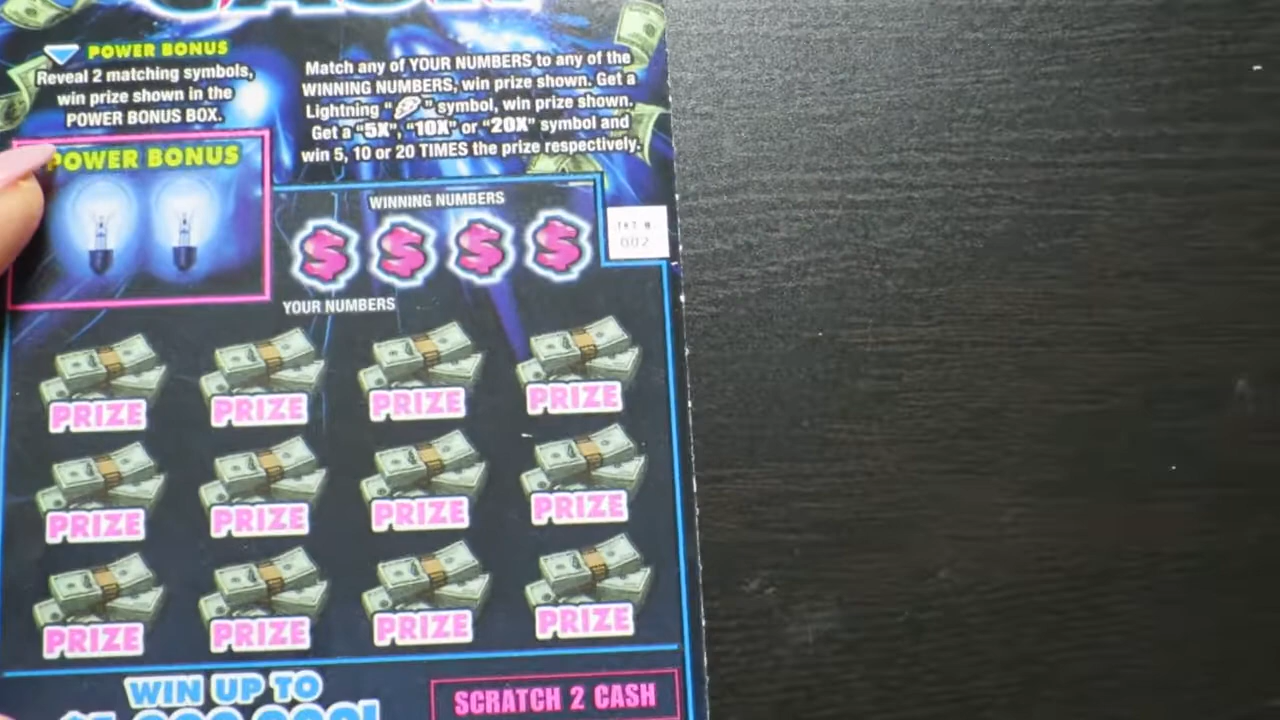 CASH
POWER BONUS
Reveal 2 matching symbols,
win prize shown in the
POWER BONUS BOX.
Match any of YOUR NUMBERS to any of the
WINNING NUMBERS, win prize shown. Get a
Lightning " " symbol, win prize shown.
Get a "5X", "10X" or "20X" symbol and
win 5, 10 or 20 TIMES the prize respectively.
POWER BONUS
WINNING NUMBERS
$ $ $ $
TKT #
002
YOUR NUMBERS
PRIZE PRIZE PRIZE PRIZE
PRIZE PRIZE PRIZE PRIZE
PRIZE PRIZE PRIZE PRIZE
WIN UP TO
SCRATCH 2 CASH